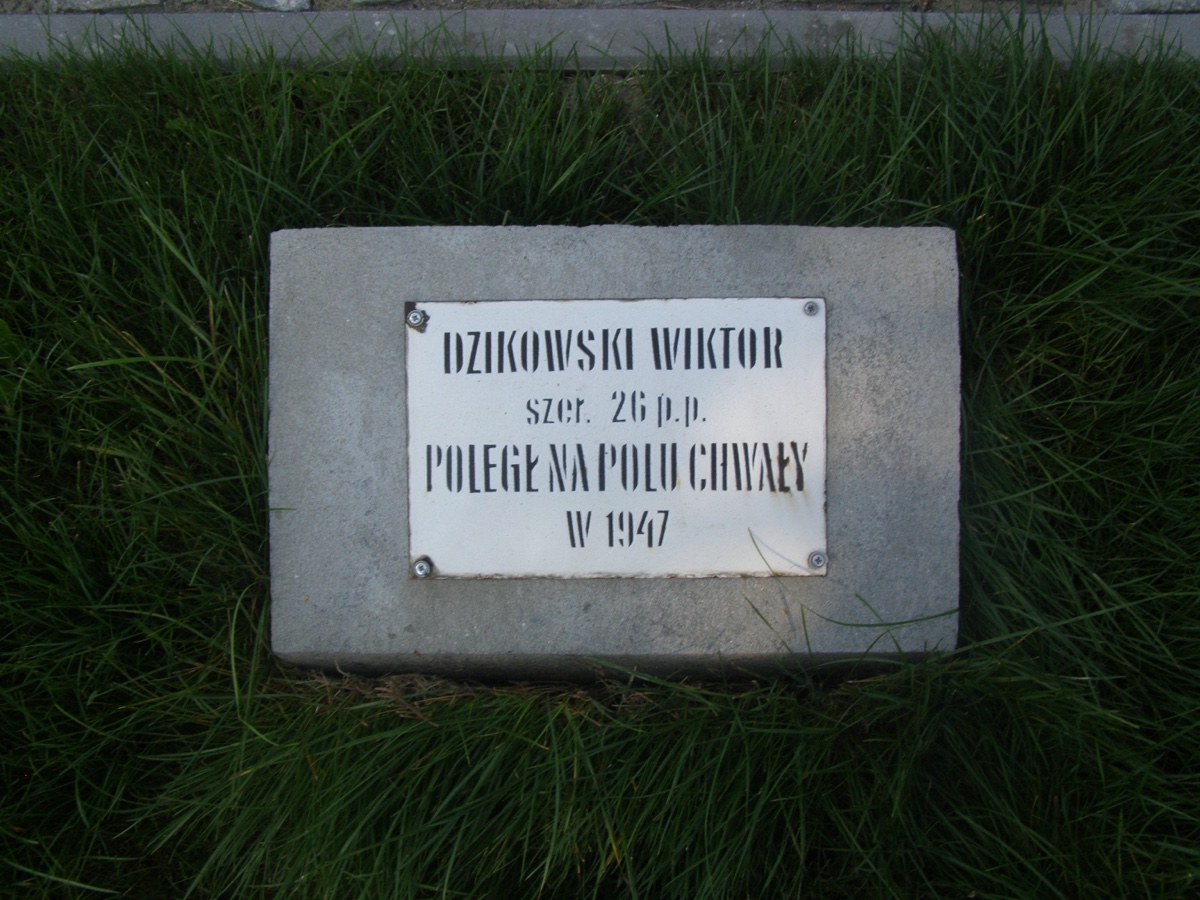 DZIKOWSKI WIKTOR
szer. 26 p.p.
POLEGŁ NA POLU CHWAŁY
W 1947